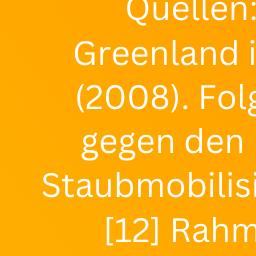 Quellen:
Greenland i
(2008). Folg
gegen den
Staubmobilisi
[12] Rahm